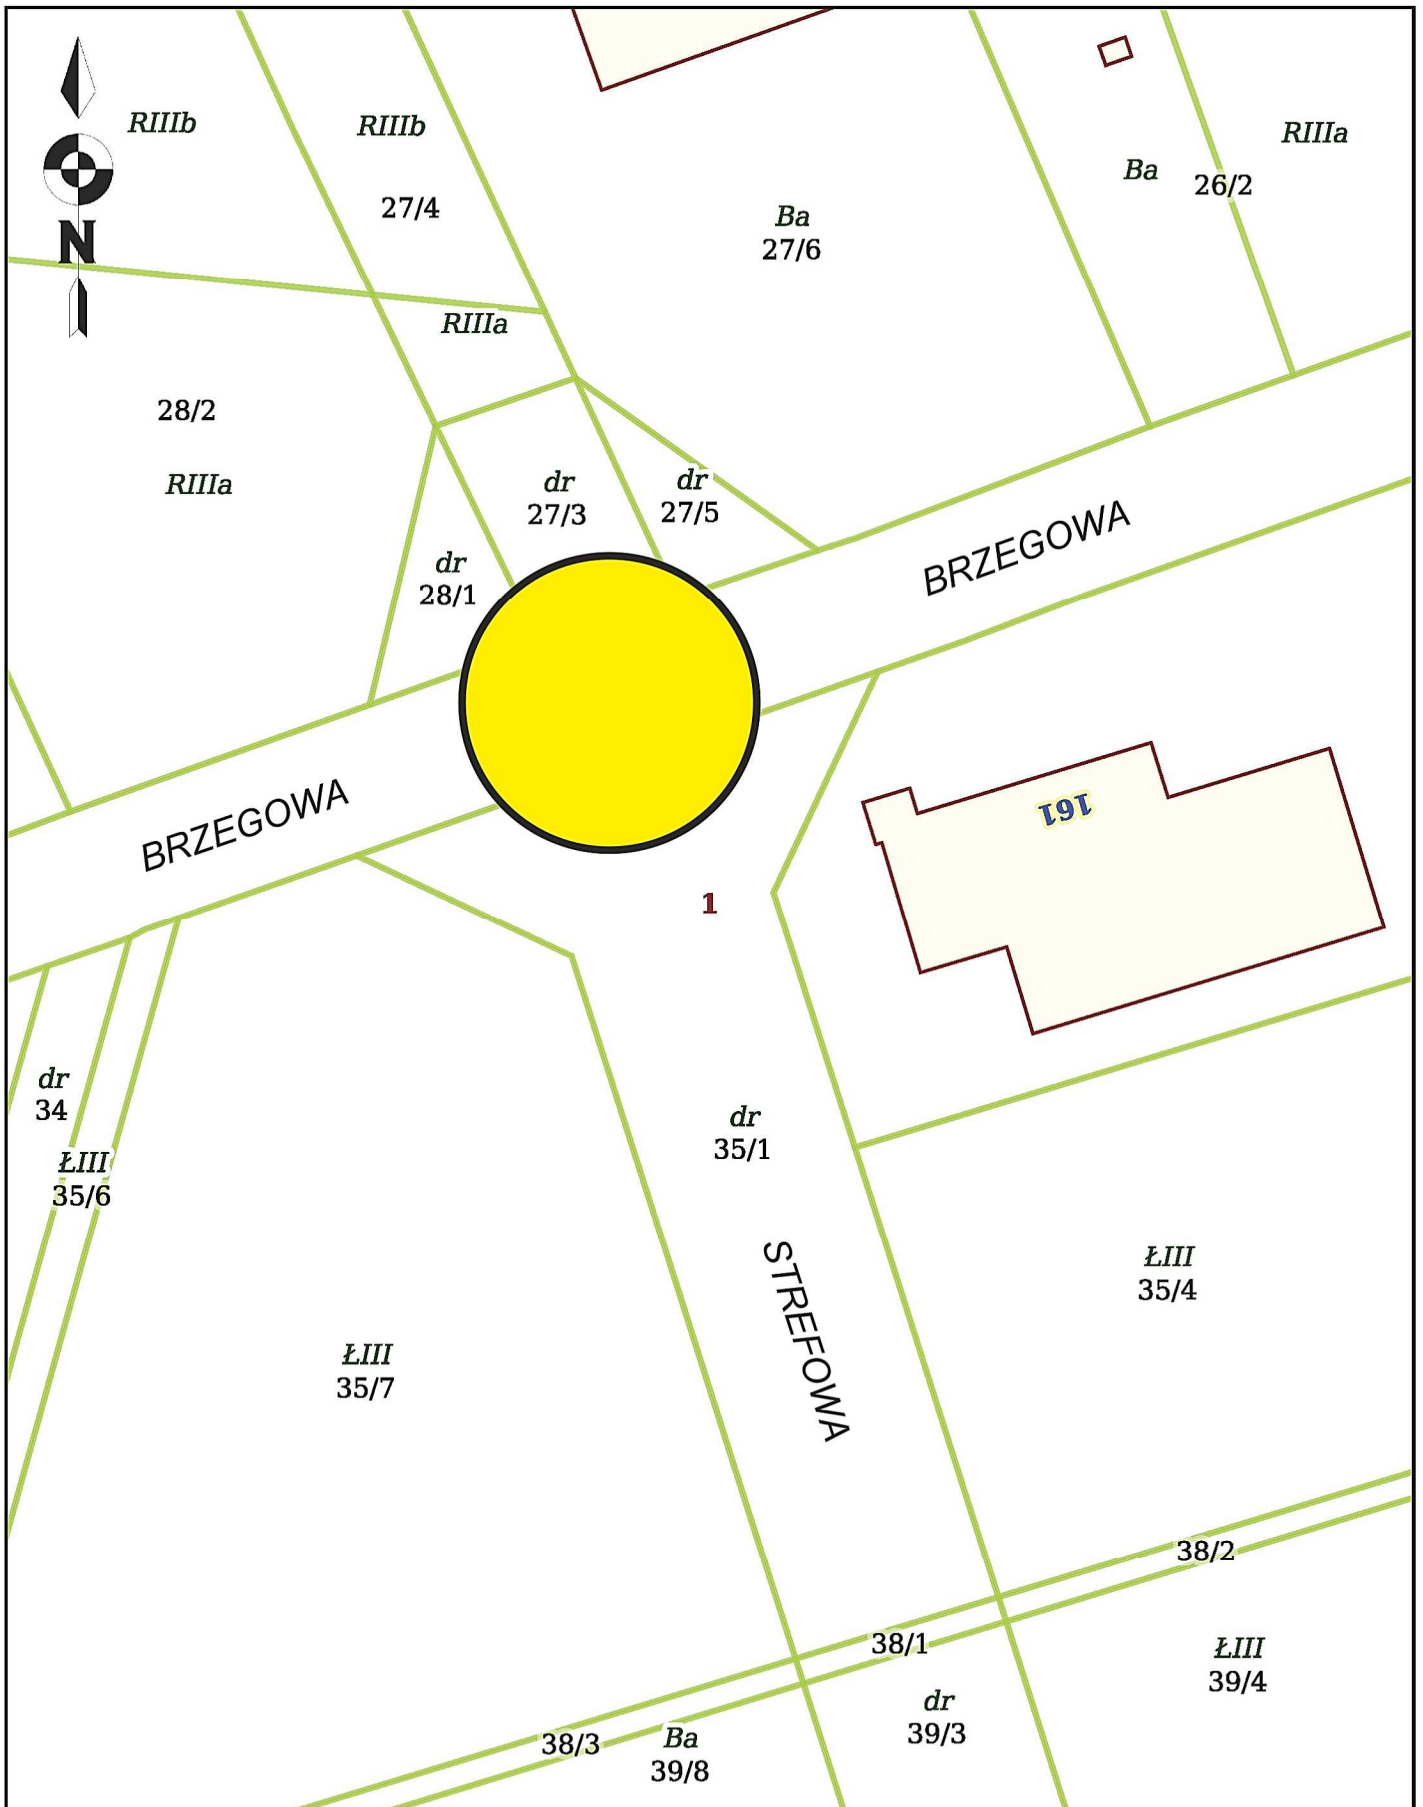 RIIIb
RIIIb
RIIIa
Ba
26/2
27/4
Ba
27/6
N
RIIIa
28/2
RIIIa
dr
27/3
dr
27/5
dr
28/1
BRZEGOWA
BRZEGOWA
161
1
dr
34
dr
35/1
ŁIII
35/6
STREFOWA
ŁIII
35/4
ŁIII
35/7
38/2
38/1
ŁIII
39/4
dr
39/3
38/3
Ba
39/8